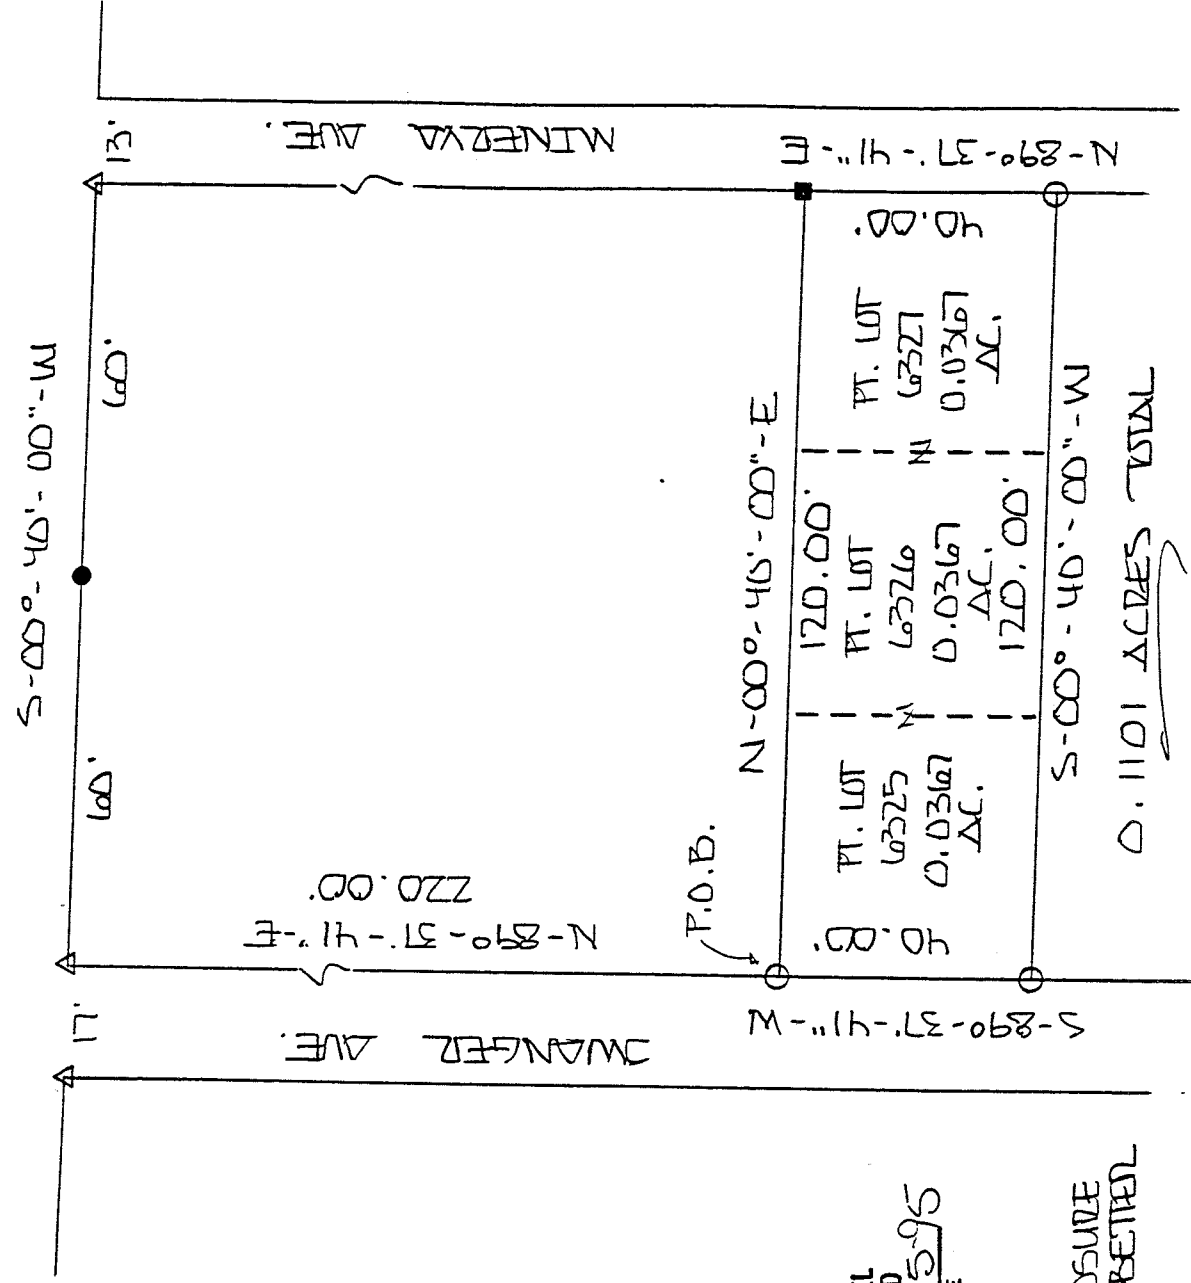 S-00°-40'-00"-W
60'
60'
13'
MINERVA AVE.
N-89°-37'-41"-E
40.00'
N-00°-40'-00"-E
120.00'
PT. LOT
6325
0.0367
AC.
PT. LOT
6326
0.0367
AC.
PT. LOT
6327
0.0367
AC.
120.00'
S-00°-40'-00"-W
0.1101 ACRES TOTAL
P.O.B.
40.00'
S-89°-37'-41"-W
220.00'
N-89°-37'-41"-E
17'
AVE.
5-95
BETTER